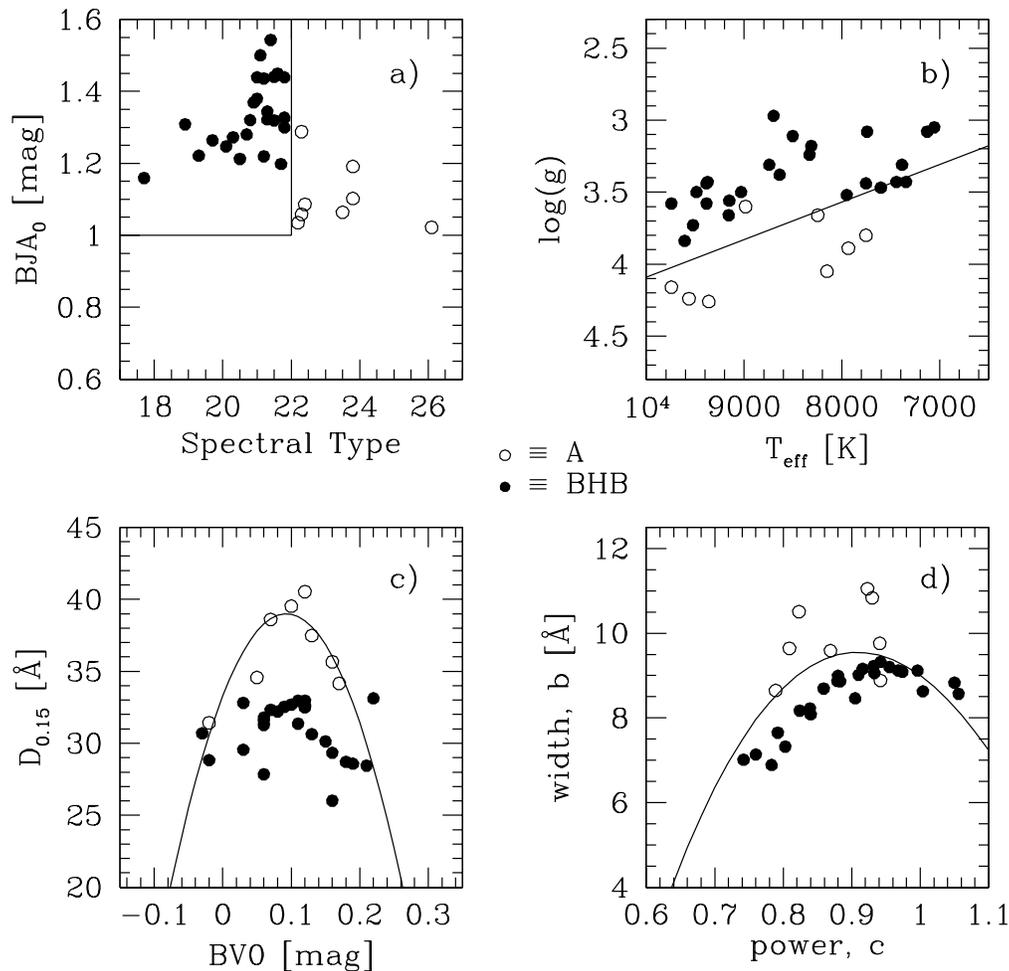 1.6
1.4
1.2
1
0.8
0.6
BJA0 [mag]
a)
18 20 22 24 26
Spectral Type
2.5
3
3.5
4
4.5
log(g)
b)
10⁴ 9000 8000 7000
Teff [K]
○ ≡ A
● ≡ BHB
45
40
35
30
25
20
D0.15 [Å]
c)
−0.1 0 0.1 0.2 0.3
BV0 [mag]
12
10
8
6
4
width, b [Å]
d)
0.6 0.7 0.8 0.9 1 1.1
power, c